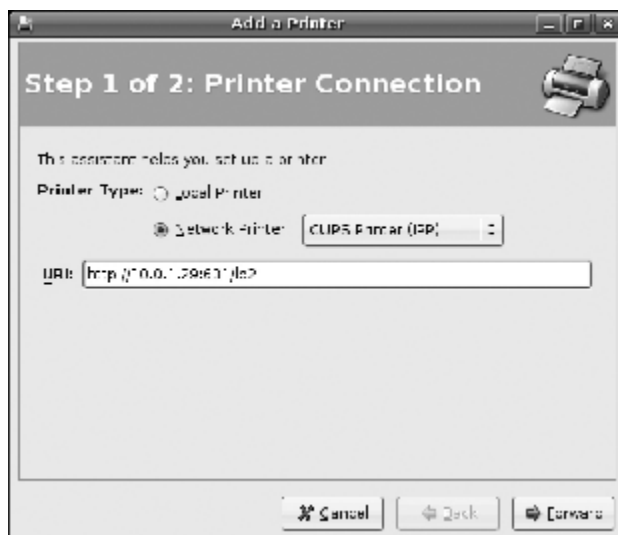 Add a Printer
Step 1 of 2: Printer Connection
This assistant helps you set up a printer
Printer Type: Local Printer
Network Printer CUPS Printer (IPP)
URI:
Cancel Back Forward